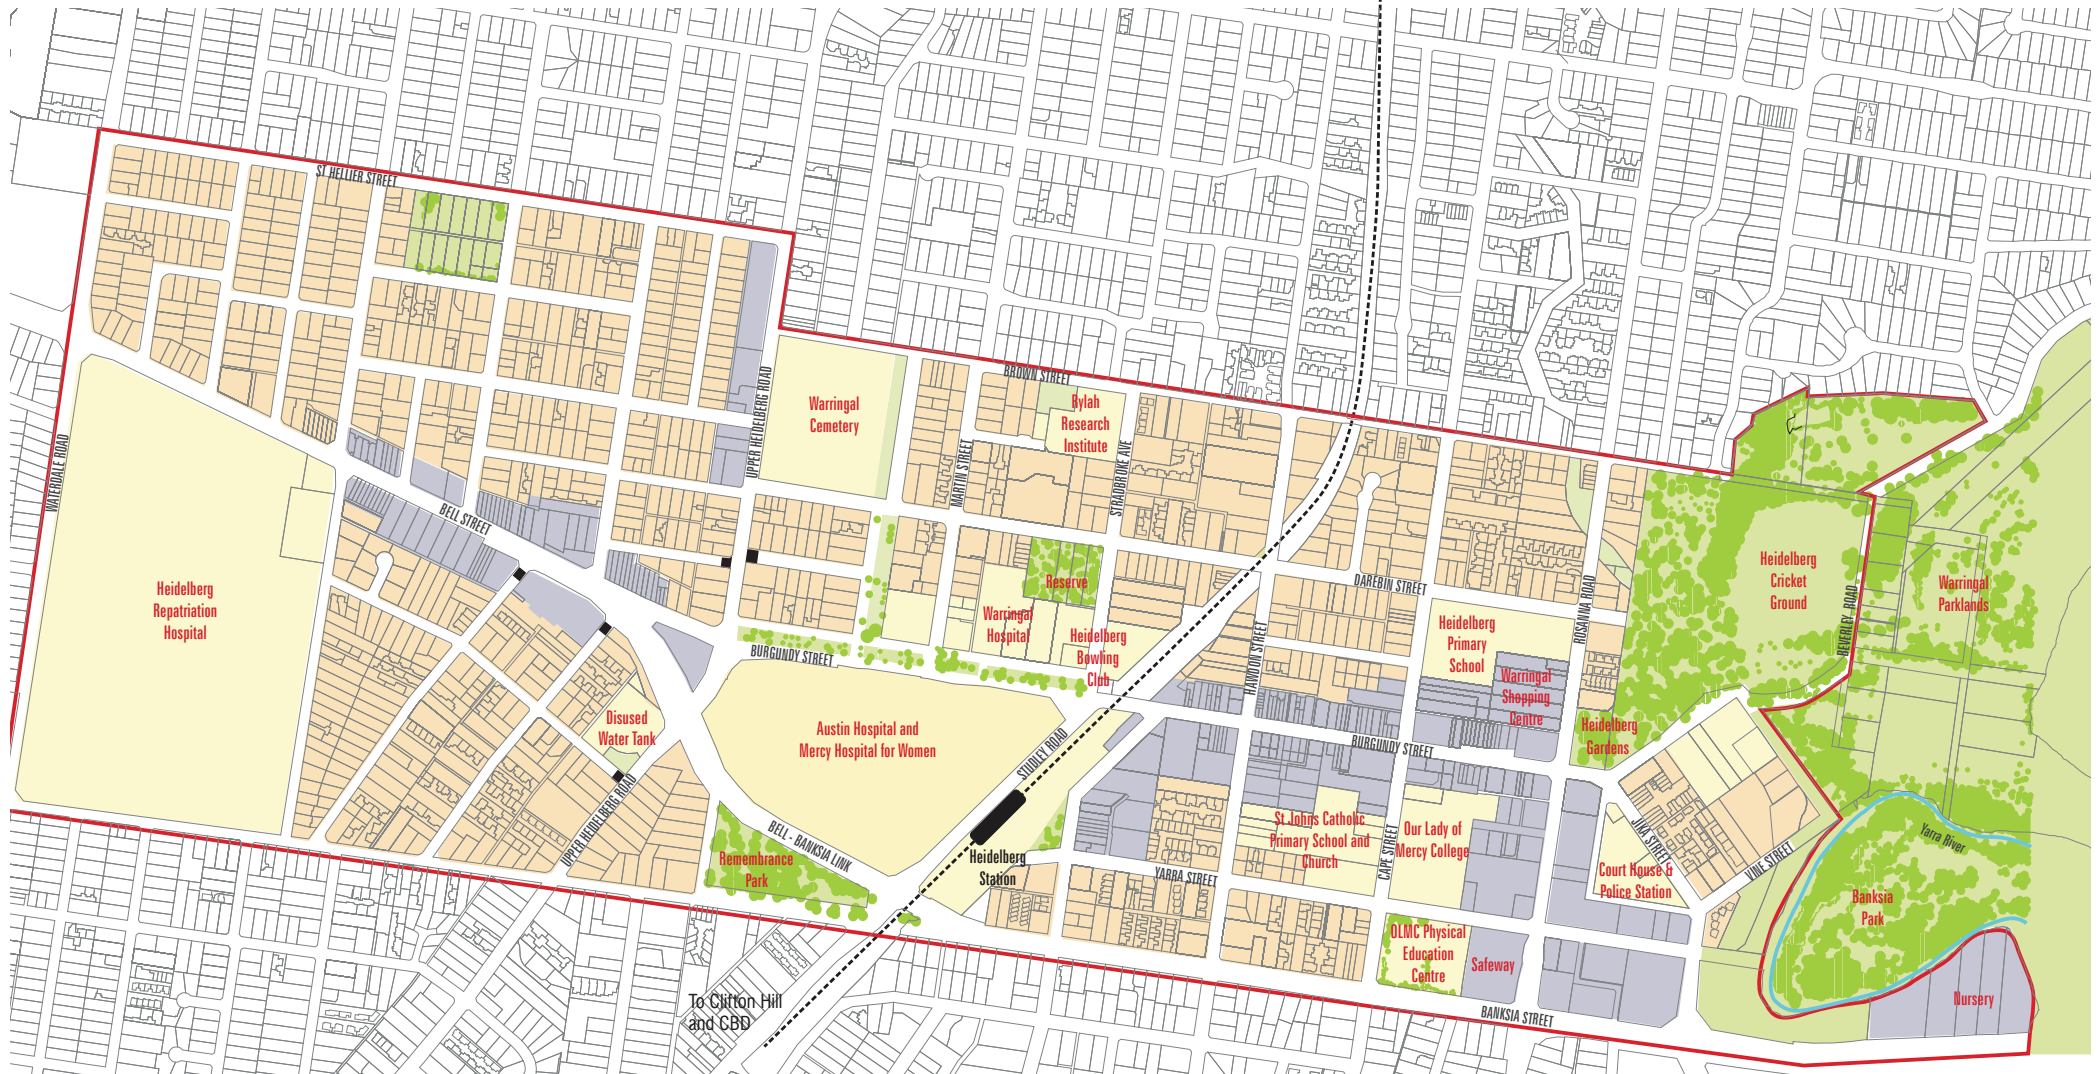 ST HELLIER STREET
BROWN STREET
UPPER HEIDELBERG ROAD
Warringal
Cemetery
Rylah
Research
Institute
MARTIN STREET
STRADBROKE AVE
WATERDALE ROAD
BELL STREET
Heidelberg
Repatriation
Hospital
Reserve
Warringal
Hospital
Heidelberg
Bowling
Club
DAREBIN STREET
HAWDON STREET
Heidelberg
Primary
School
ROSANNA ROAD
Heidelberg
Cricket
Ground
BEVERLEY ROAD
Warringal
Parklands
BURGUNDY STREET
Warringal
Shopping
Centre
Disused
Water Tank
Austin Hospital and
Mercy Hospital for Women
STUDLEY ROAD
BURGUNDY STREET
Heidelberg
Gardens
UPPER HEIDELBERG ROAD
BELL - BANKSIA LINK
Remembrance
Park
Heidelberg
Station
YARRA STREET
St Johns Catholic
Primary School and
Church
CAPE STREET
Our Lady of
Mercy College
JIKA STREET
VINE STREET
Court House &
Police Station
Yarra River
Banksia
Park
OLMC Physical
Education
Centre
Safeway
Nursery
BANKSIA STREET
To Clifton Hill
and CBD